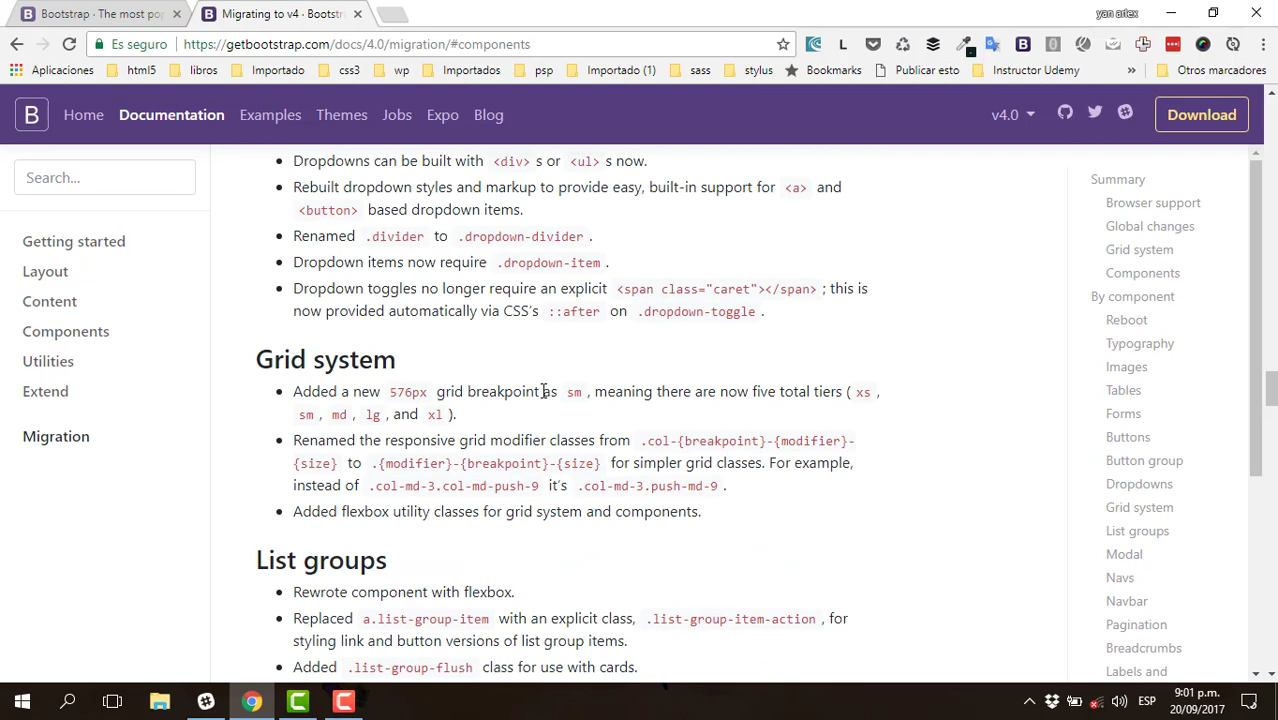 Bootstrap · The most pop
Migrating to v4 · Bootstr
yan artex
Es seguro
https://getbootstrap.com/docs/4.0/migration/#components
Aplicaciones
html5
libros
Importado
css3
wp
Importados
psp
Importado (1)
sass
stylus
Bookmarks
Publicar esto
Instructor Udemy
»
Otros marcadores
B
Home
Documentation
Examples
Themes
Jobs
Expo
Blog
v4.0
Download
Search...
Getting started
Layout
Content
Components
Utilities
Extend
Migration
Dropdowns can be built with <div> s or <ul> s now.
Rebuilt dropdown styles and markup to provide easy, built-in support for <a> and
<button> based dropdown items.
Renamed .divider to .dropdown-divider.
Dropdown items now require .dropdown-item.
Dropdown toggles no longer require an explicit <span class="caret"></span>; this is
now provided automatically via CSS's ::after on .dropdown-toggle.
Grid system
Added a new 576px grid breakpoint as sm, meaning there are now five total tiers (xs,
sm, md, lg, and xl).
Renamed the responsive grid modifier classes from .col-{breakpoint}-{modifier}-
{size} to .{modifier}-{breakpoint}-{size} for simpler grid classes. For example,
instead of .col-md-3.col-md-push-9 it's .col-md-3.push-md-9.
Added flexbox utility classes for grid system and components.
List groups
Rewrote component with flexbox.
Replaced a.list-group-item with an explicit class, .list-group-item-action, for
styling link and button versions of list group items.
Added .list-group-flush class for use with cards.
Summary
Browser support
Global changes
Grid system
Components
By component
Reboot
Typography
Images
Tables
Forms
Buttons
Button group
Dropdowns
Grid system
List groups
Modal
Navs
Navbar
Pagination
Breadcrumbs
Labels and
ESP
9:01 p.m.
20/09/2017